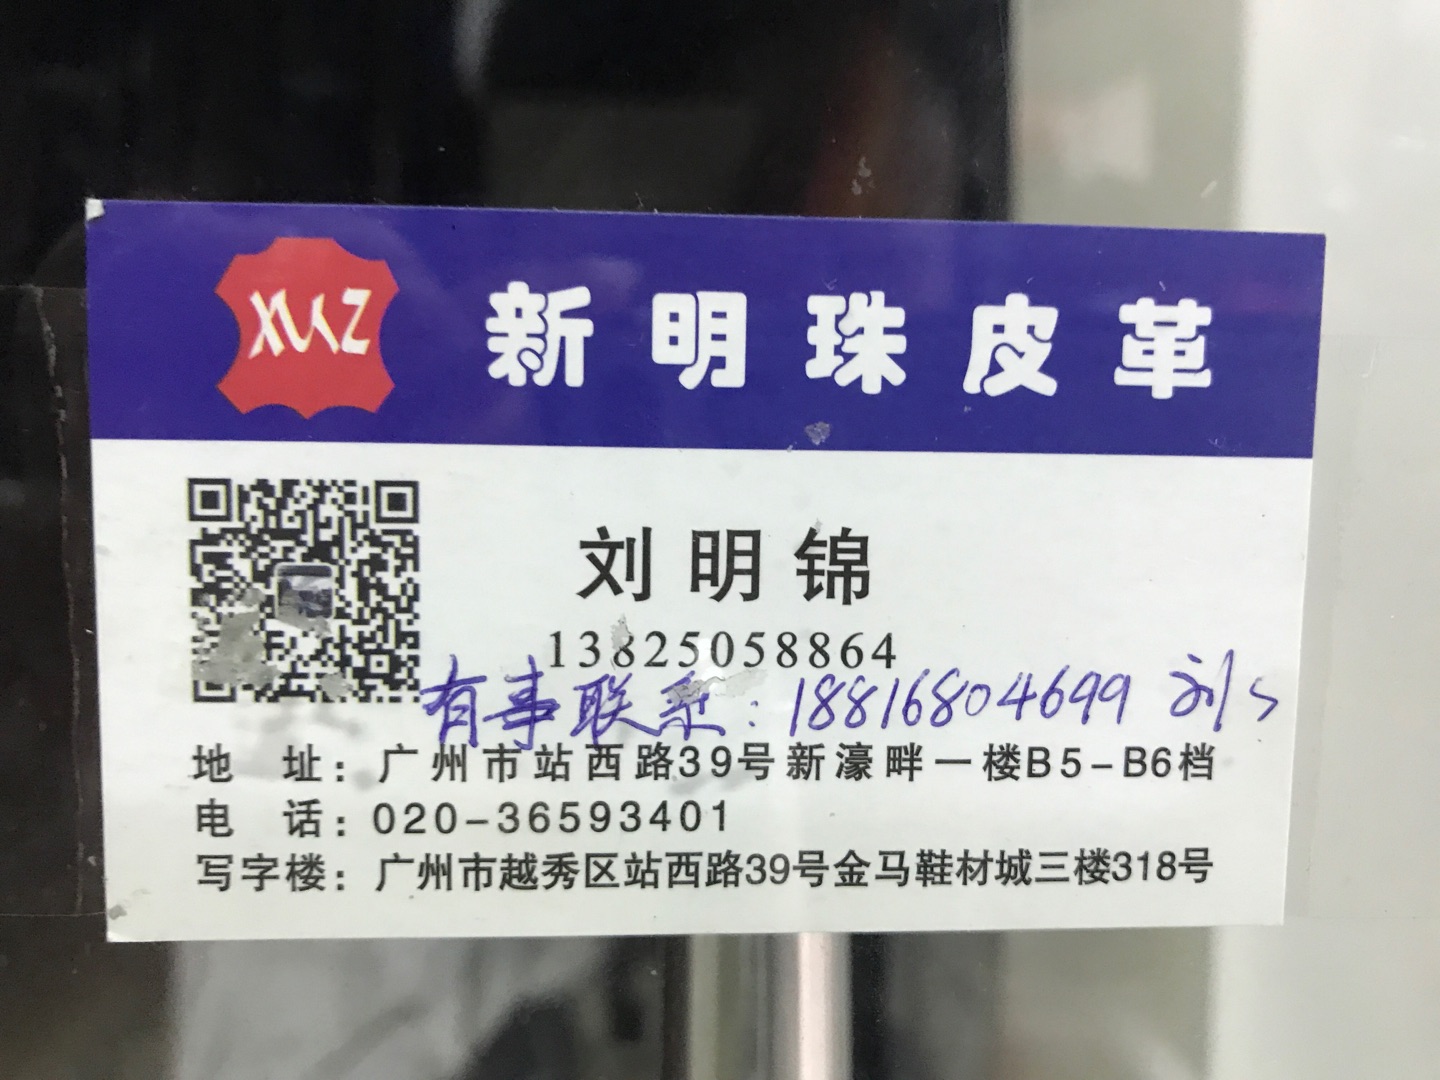 XMZ
新明珠皮革
刘明锦
13825058864
有事联系：18816804699 刘
地 址：广州市站西路39号新濠畔一楼B5-B6档
电 话：020-36593401
写字楼：广州市越秀区站西路39号金马鞋材城三楼318号